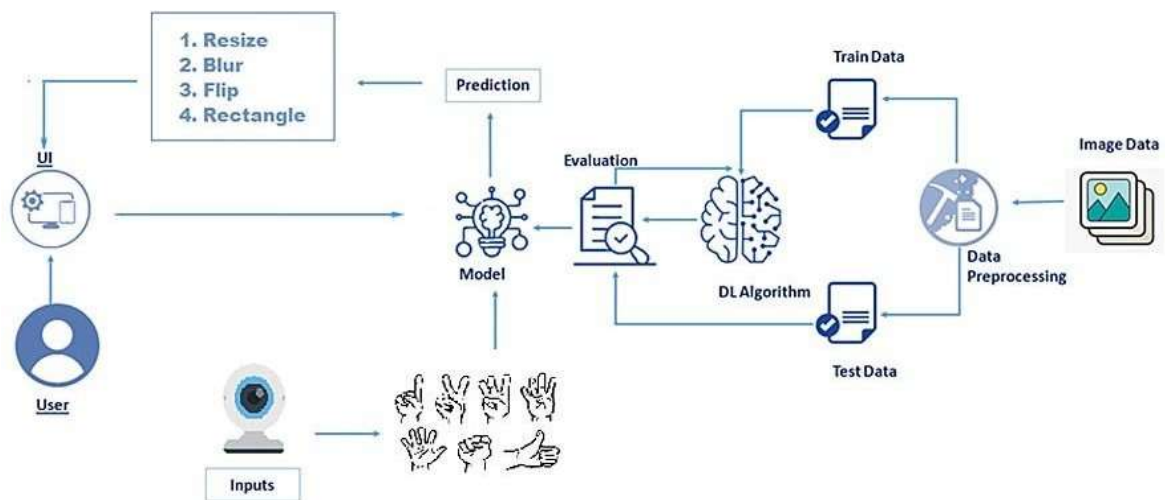 1. Resize
2. Blur
3. Flip
4. Rectangle
Prediction
Train Data
Image Data
UI
Evaluation
Model
DL Algorithm
Data
Preprocessing
User
Test Data
Inputs